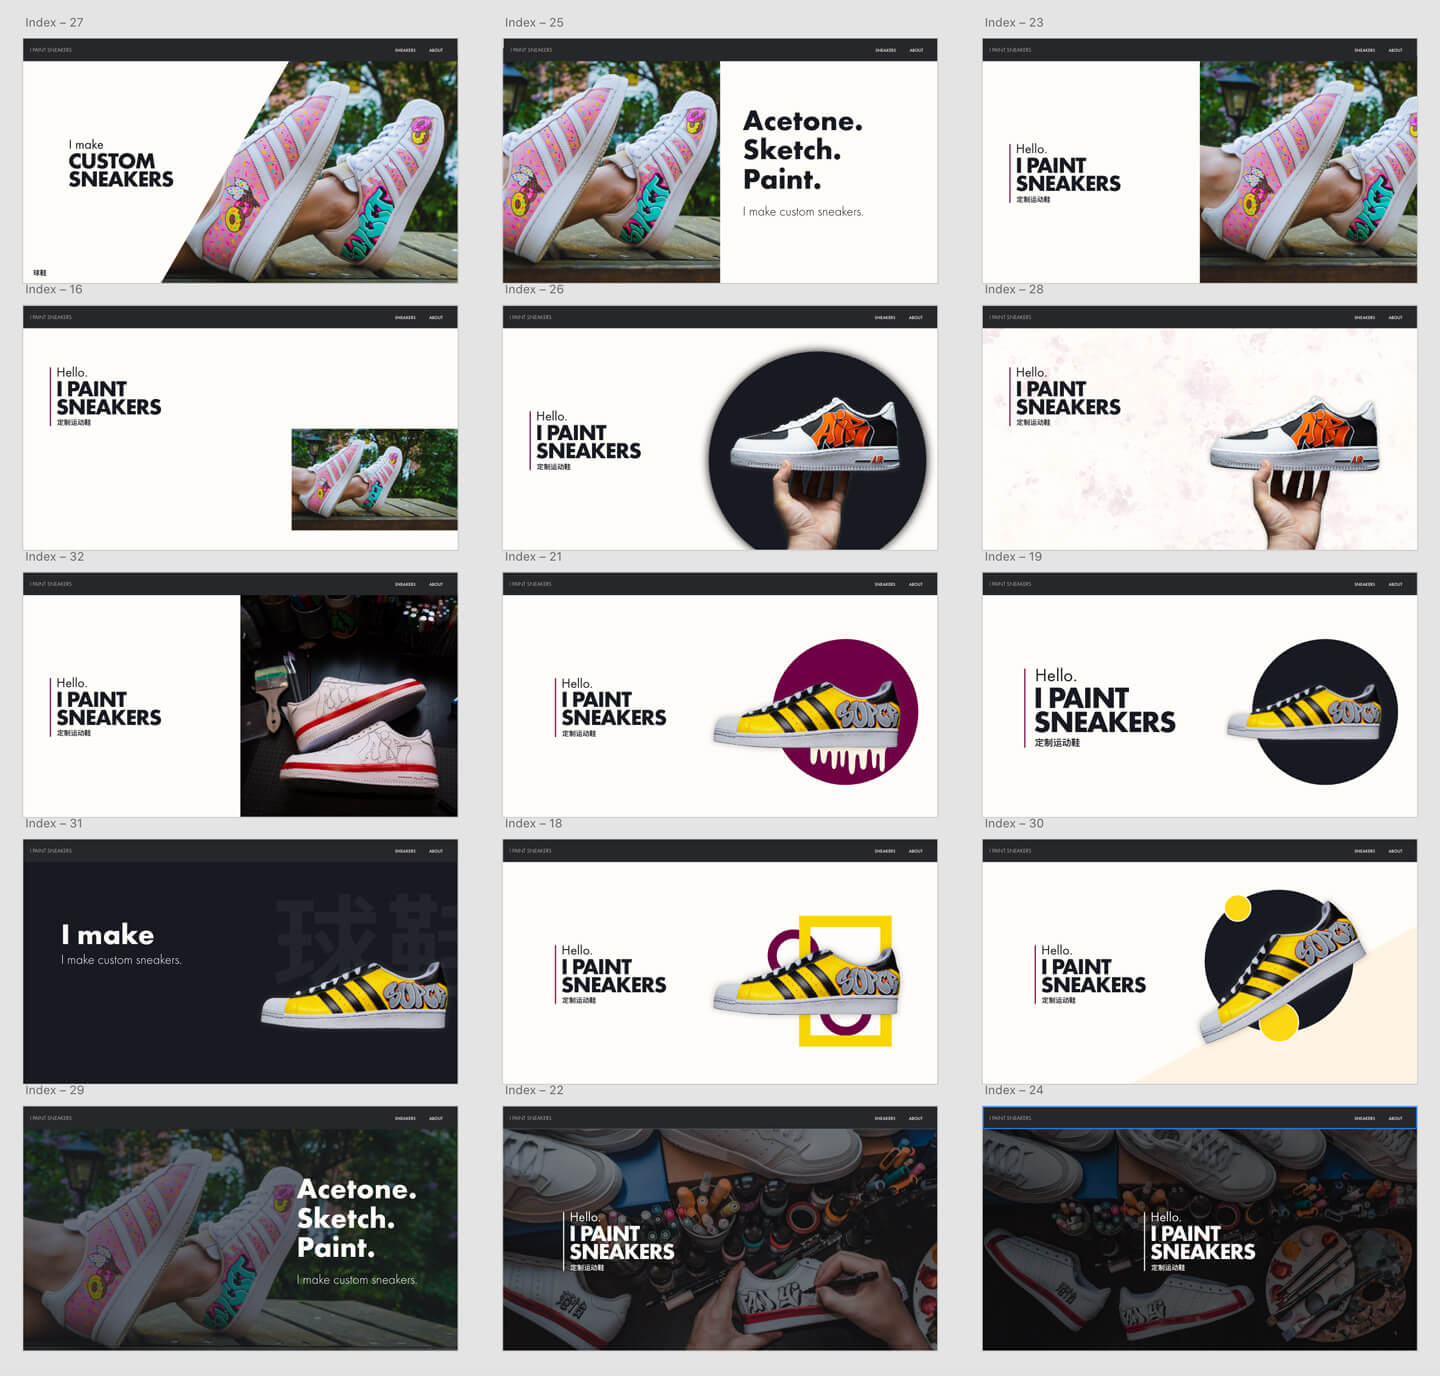 Index – 27
I PAINT SNEAKERS
SNEAKERS ABOUT
I make
CUSTOM
SNEAKERS
球鞋
Index – 25
I PAINT SNEAKERS
SNEAKERS ABOUT
Acetone.
Sketch.
Paint.
I make custom sneakers.
Index – 23
I PAINT SNEAKERS
SNEAKERS ABOUT
Hello.
I PAINT
SNEAKERS
定制运动鞋
Index – 16
I PAINT SNEAKERS
SNEAKERS ABOUT
Hello.
I PAINT
SNEAKERS
定制运动鞋
Index – 26
I PAINT SNEAKERS
SNEAKERS ABOUT
Hello.
I PAINT
SNEAKERS
定制运动鞋
AIR
AIR
Index – 28
I PAINT SNEAKERS
SNEAKERS ABOUT
Hello.
I PAINT
SNEAKERS
定制运动鞋
AIR
AIR
Index – 32
I PAINT SNEAKERS
SNEAKERS ABOUT
Hello.
I PAINT
SNEAKERS
定制运动鞋
Index – 21
I PAINT SNEAKERS
SNEAKERS ABOUT
Hello.
I PAINT
SNEAKERS
定制运动鞋
SUPER
Index – 19
I PAINT SNEAKERS
SNEAKERS ABOUT
Hello.
I PAINT
SNEAKERS
定制运动鞋
SUPER
Index – 31
I PAINT SNEAKERS
SNEAKERS ABOUT
球鞋
I make
I make custom sneakers.
SUPER
Index – 18
I PAINT SNEAKERS
SNEAKERS ABOUT
Hello.
I PAINT
SNEAKERS
定制运动鞋
SUPER
Index – 30
I PAINT SNEAKERS
SNEAKERS ABOUT
Hello.
I PAINT
SNEAKERS
定制运动鞋
SUPER
Index – 29
I PAINT SNEAKERS
SNEAKERS ABOUT
Acetone.
Sketch.
Paint.
I make custom sneakers.
Index – 22
I PAINT SNEAKERS
SNEAKERS ABOUT
Hello.
I PAINT
SNEAKERS
定制运动鞋
Index – 24
I PAINT SNEAKERS
SNEAKERS ABOUT
Hello.
I PAINT
SNEAKERS
定制运动鞋